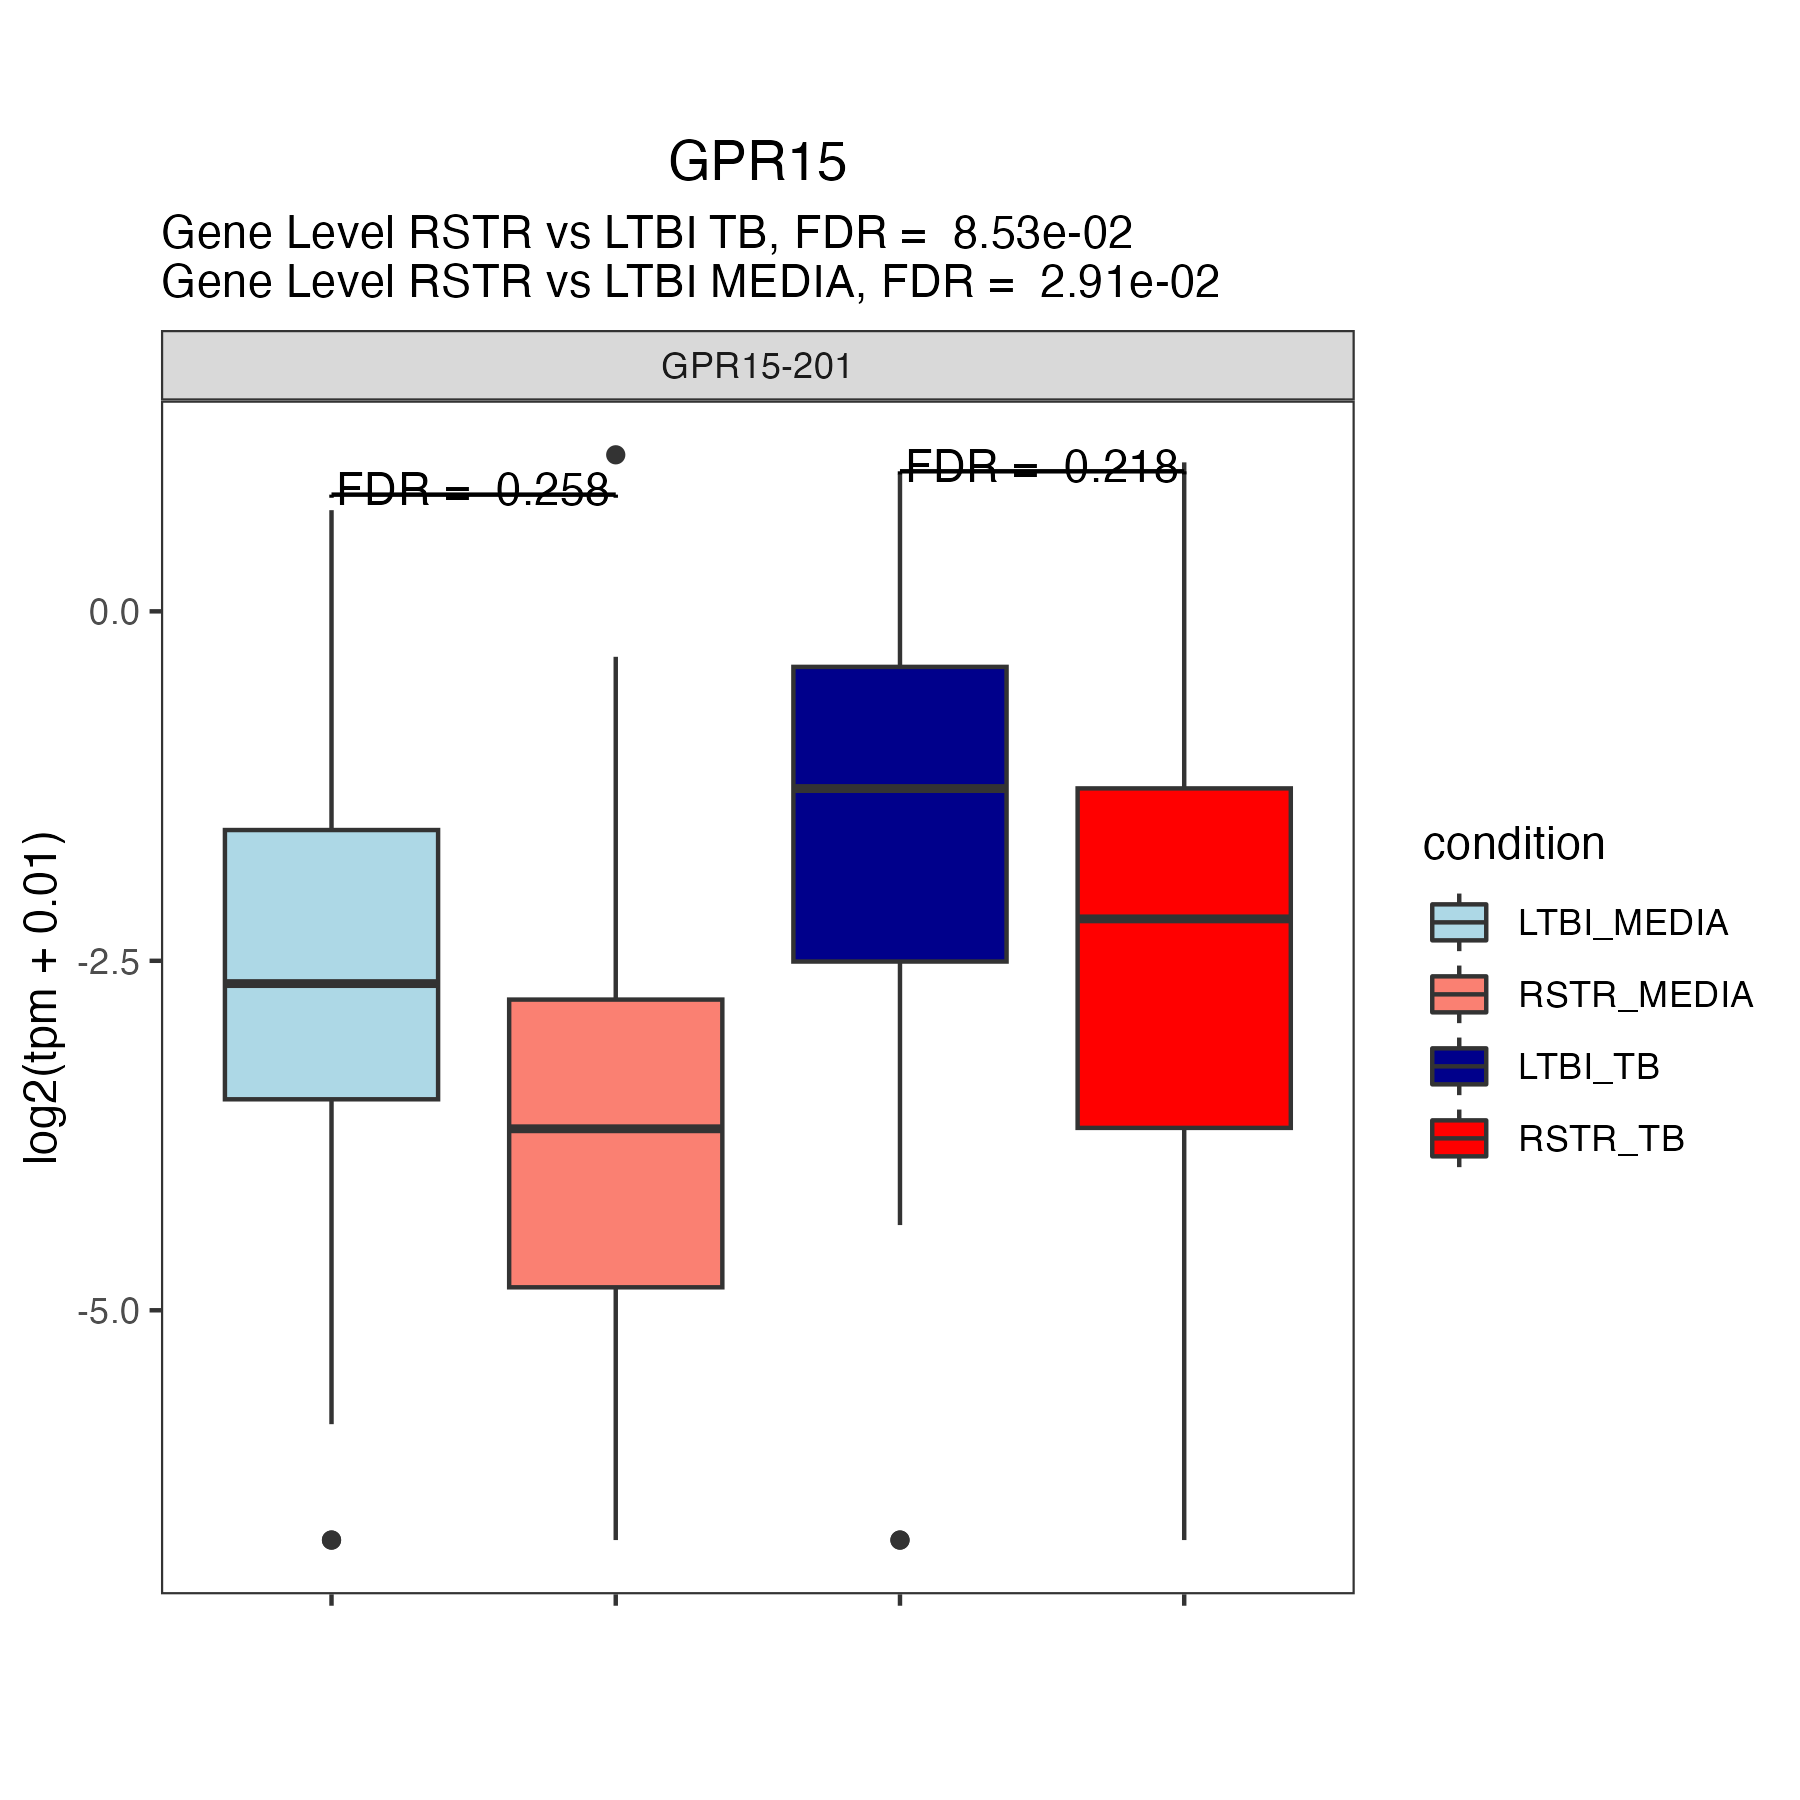 GPR15
Gene Level RSTR vs LTBI TB, FDR =  8.53e-02
Gene Level RSTR vs LTBI MEDIA, FDR =  2.91e-02
GPR15-201
FDR =  0.258
FDR =  0.218
0.0
-2.5
-5.0
log2(tpm + 0.01)
condition
LTBI_MEDIA
RSTR_MEDIA
LTBI_TB
RSTR_TB